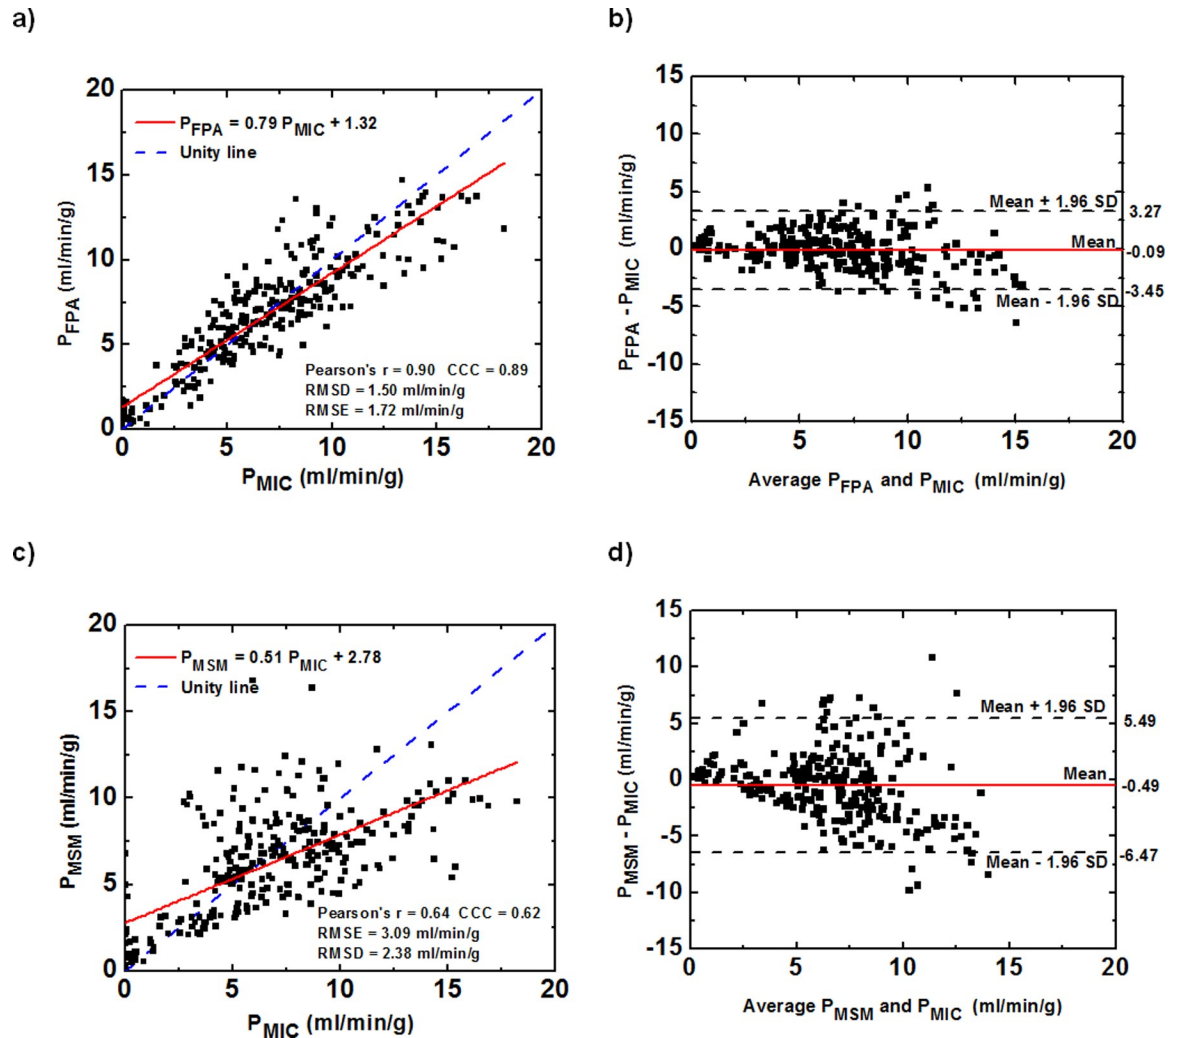 a)
20
15
10
5
0
P_FPA (ml/min/g)
P_FPA = 0.79 P_MIC + 1.32
Unity line
Pearson's r = 0.90 CCC = 0.89
RMSD = 1.50 ml/min/g
RMSE = 1.72 ml/min/g
0 5 10 15 20
P_MIC (ml/min/g)
b)
15
10
5
0
-5
-10
-15
P_FPA - P_MIC (ml/min/g)
Mean + 1.96 SD
3.27
Mean
-0.09
-3.45
Mean - 1.96 SD
0 5 10 15 20
Average P_FPA and P_MIC (ml/min/g)
c)
20
15
10
5
0
P_MSM (ml/min/g)
P_MSM = 0.51 P_MIC + 2.78
Unity line
Pearson's r = 0.64 CCC = 0.62
RMSE = 3.09 ml/min/g
RMSD = 2.38 ml/min/g
0 5 10 15 20
P_MIC (ml/min/g)
d)
15
10
5
0
-5
-10
-15
P_MSM - P_MIC (ml/min/g)
Mean + 1.96 SD
5.49
Mean
-0.49
-6.47
Mean - 1.96 SD
0 5 10 15 20
Average P_MSM and P_MIC (ml/min/g)